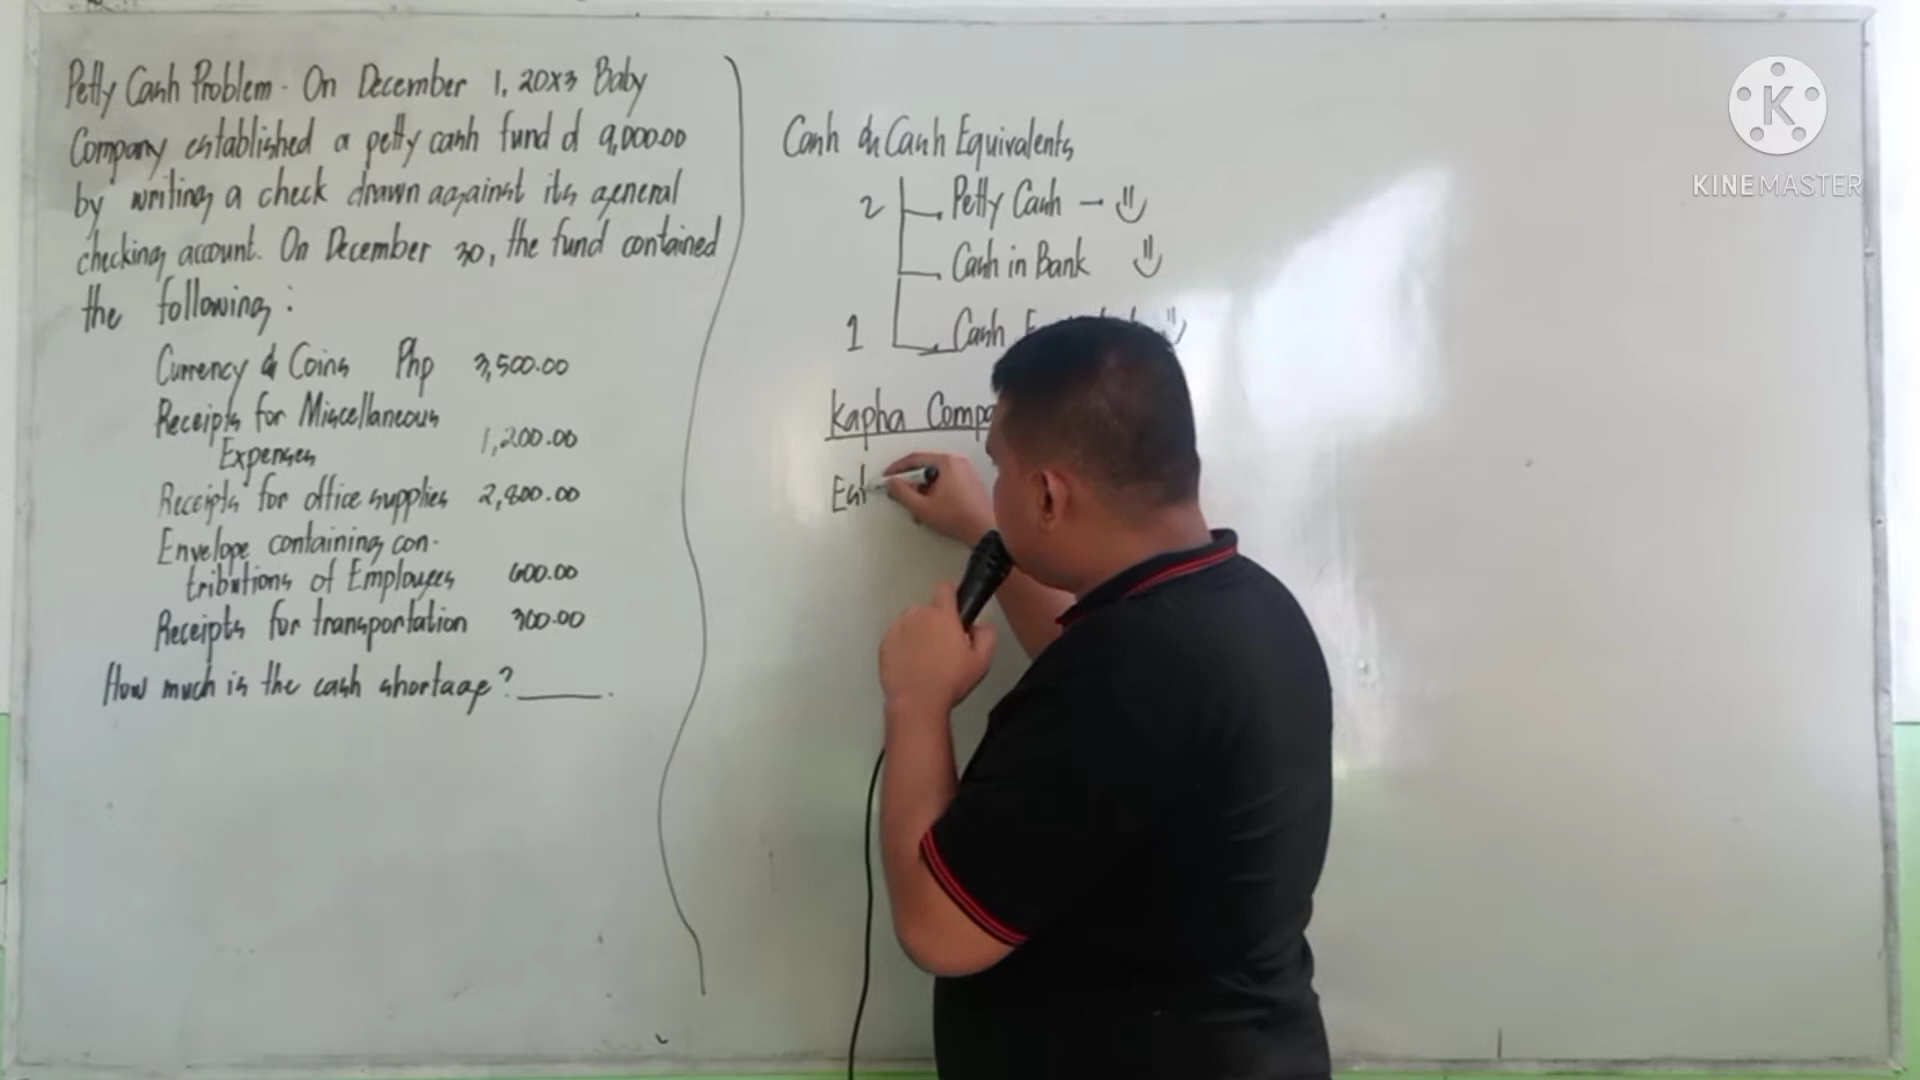 Petty Cash Problem - On December 1, 20x3 Baby
Company established a petty cash fund of 9,000.00
by writing a check drawn against its general
checking account. On December 30, the fund contained
the following:
Currency & Coins Php 3,500.00
Receipts for Miscellaneous
Expenses 1,200.00
Receipts for office supplies 2,800.00
Envelope containing con-
tributions of Employees 600.00
Receipts for transportation 300.00
How much is the cash shortage? ______.
Cash & Cash Equivalents
2 Petty Cash -
Cash in Bank
1 Cash
Kapha
K
KINEMASTER